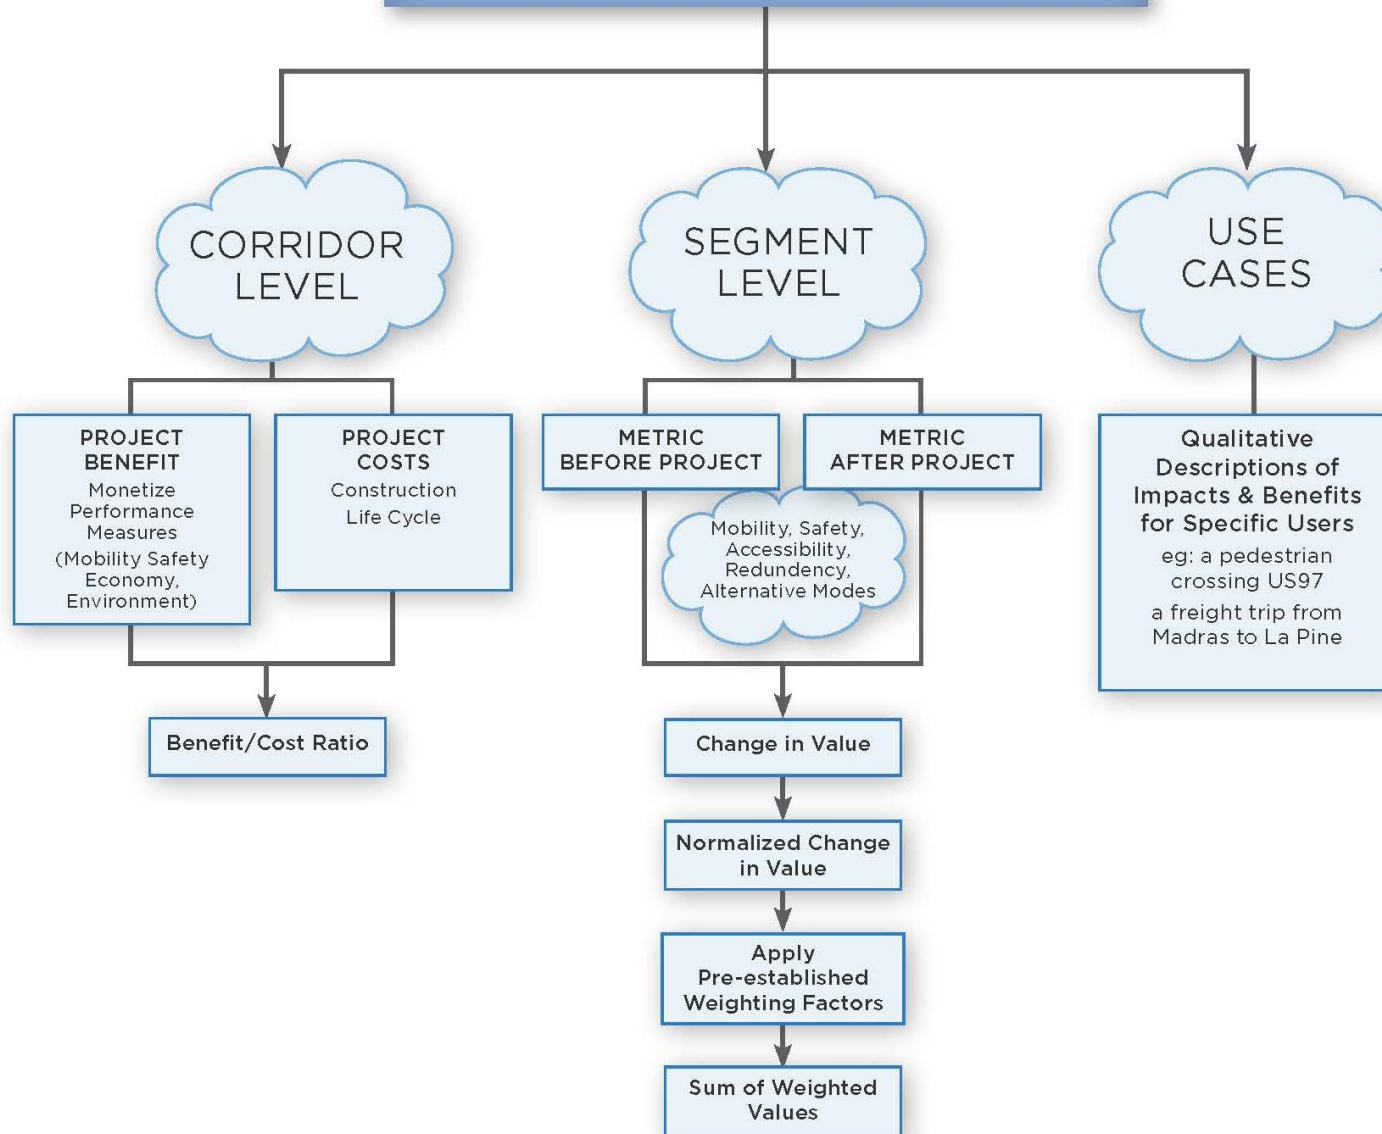 CORRIDOR
LEVEL
SEGMENT
LEVEL
USE
CASES
PROJECT
BENEFIT
Monetize
Performance
Measures
(Mobility Safety
Economy,
Environment)
PROJECT
COSTS
Construction
Life Cycle
Benefit/Cost Ratio
METRIC
BEFORE PROJECT
METRIC
AFTER PROJECT
Mobility, Safety,
Accessibility,
Redundency,
Alternative Modes
Change in Value
Normalized Change
in Value
Apply
Pre-established
Weighting Factors
Sum of Weighted
Values
Qualitative
Descriptions of
Impacts & Benefits
for Specific Users
eg: a pedestrian
crossing US97
a freight trip from
Madras to La Pine